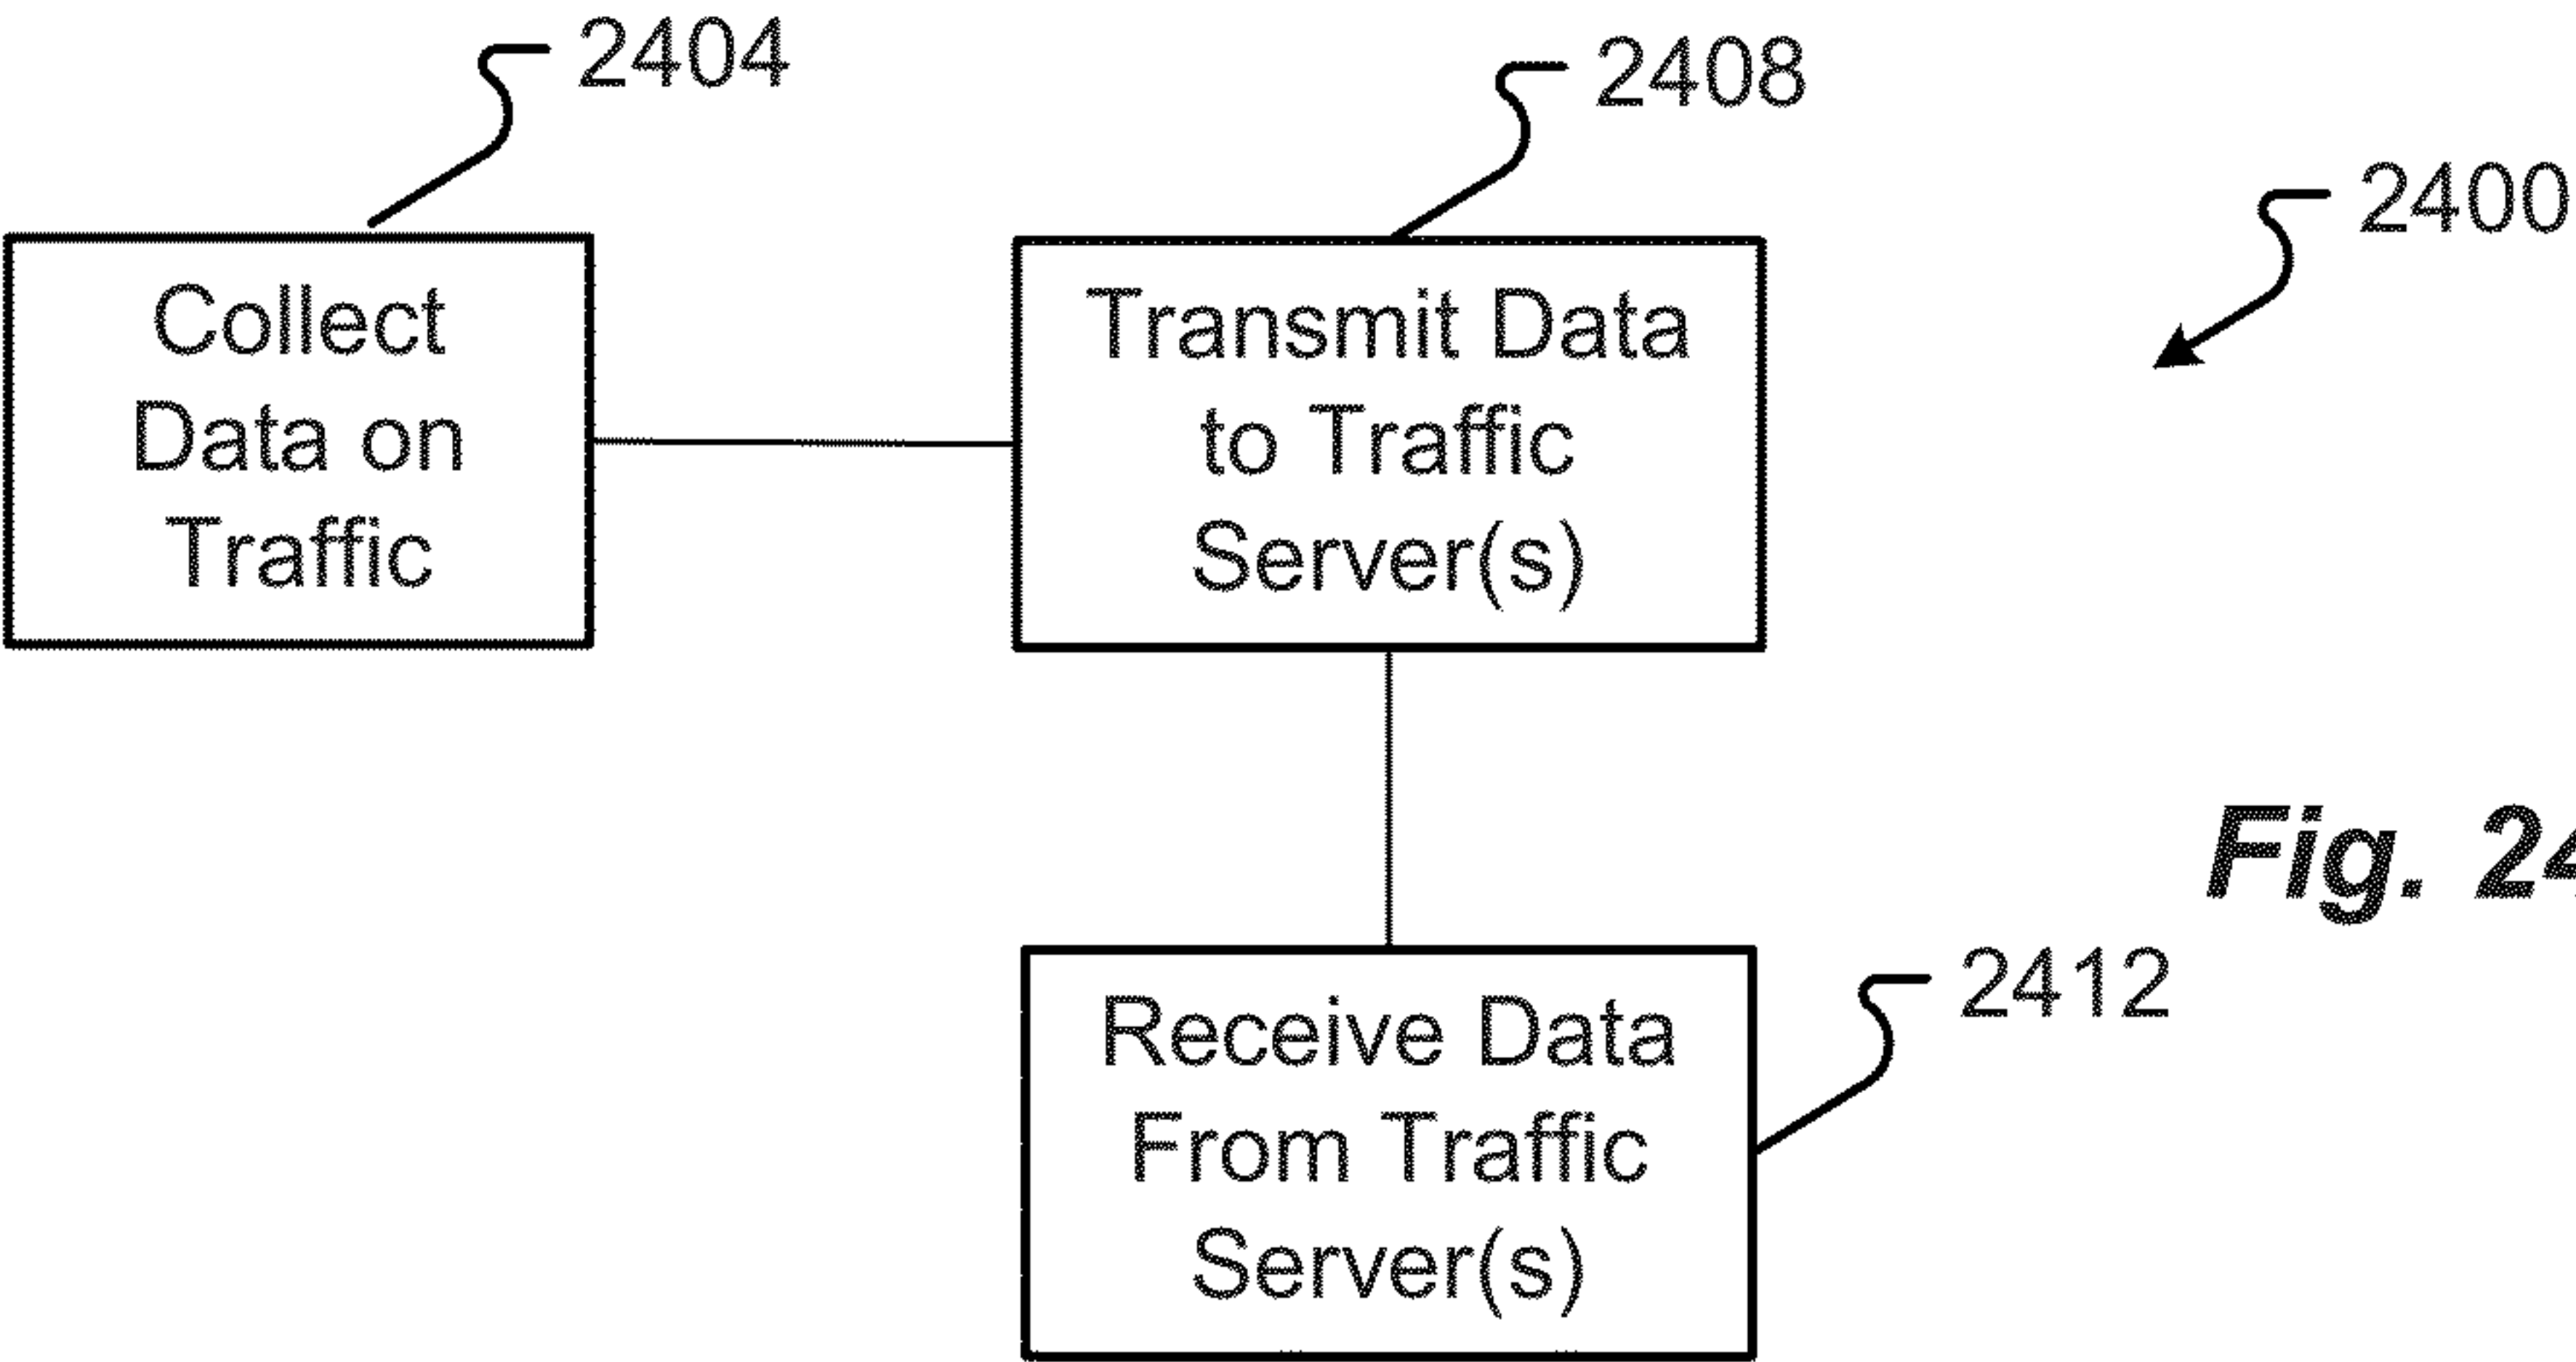 2404
2408
2400
Collect
Data on
Traffic
Transmit Data
to Traffic
Server(s)
Fig. 24
2412
Receive Data
From Traffic
Server(s)